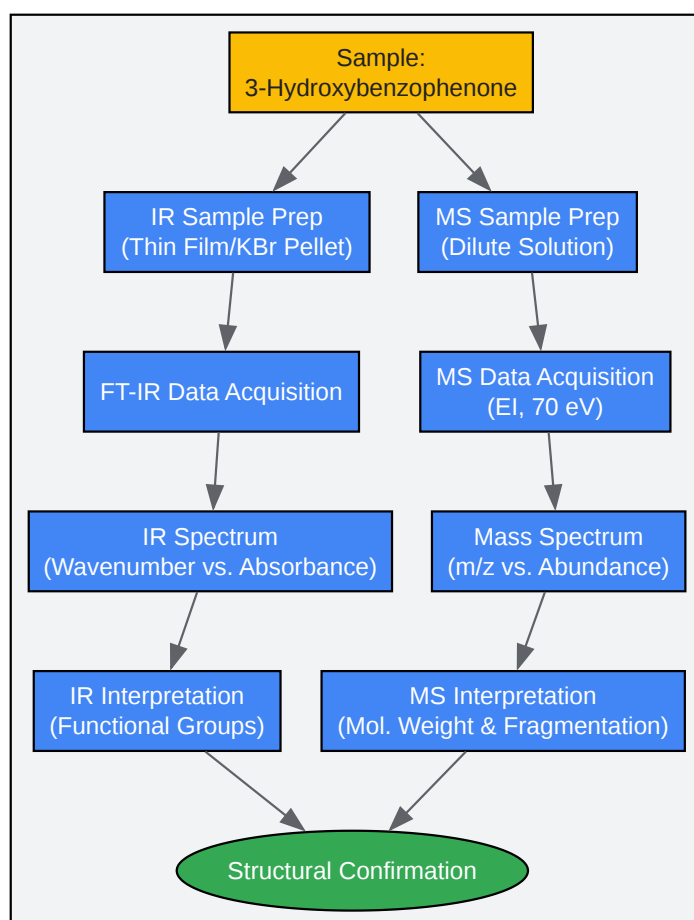 Sample:
3-Hydroxybenzophenone
IR Sample Prep
(Thin Film/KBr Pellet)
MS Sample Prep
(Dilute Solution)
FT-IR Data Acquisition
MS Data Acquisition
(EI, 70 eV)
IR Spectrum
(Wavenumber vs. Absorbance)
Mass Spectrum
(m/z vs. Abundance)
IR Interpretation
(Functional Groups)
MS Interpretation
(Mol. Weight & Fragmentation)
Structural Confirmation